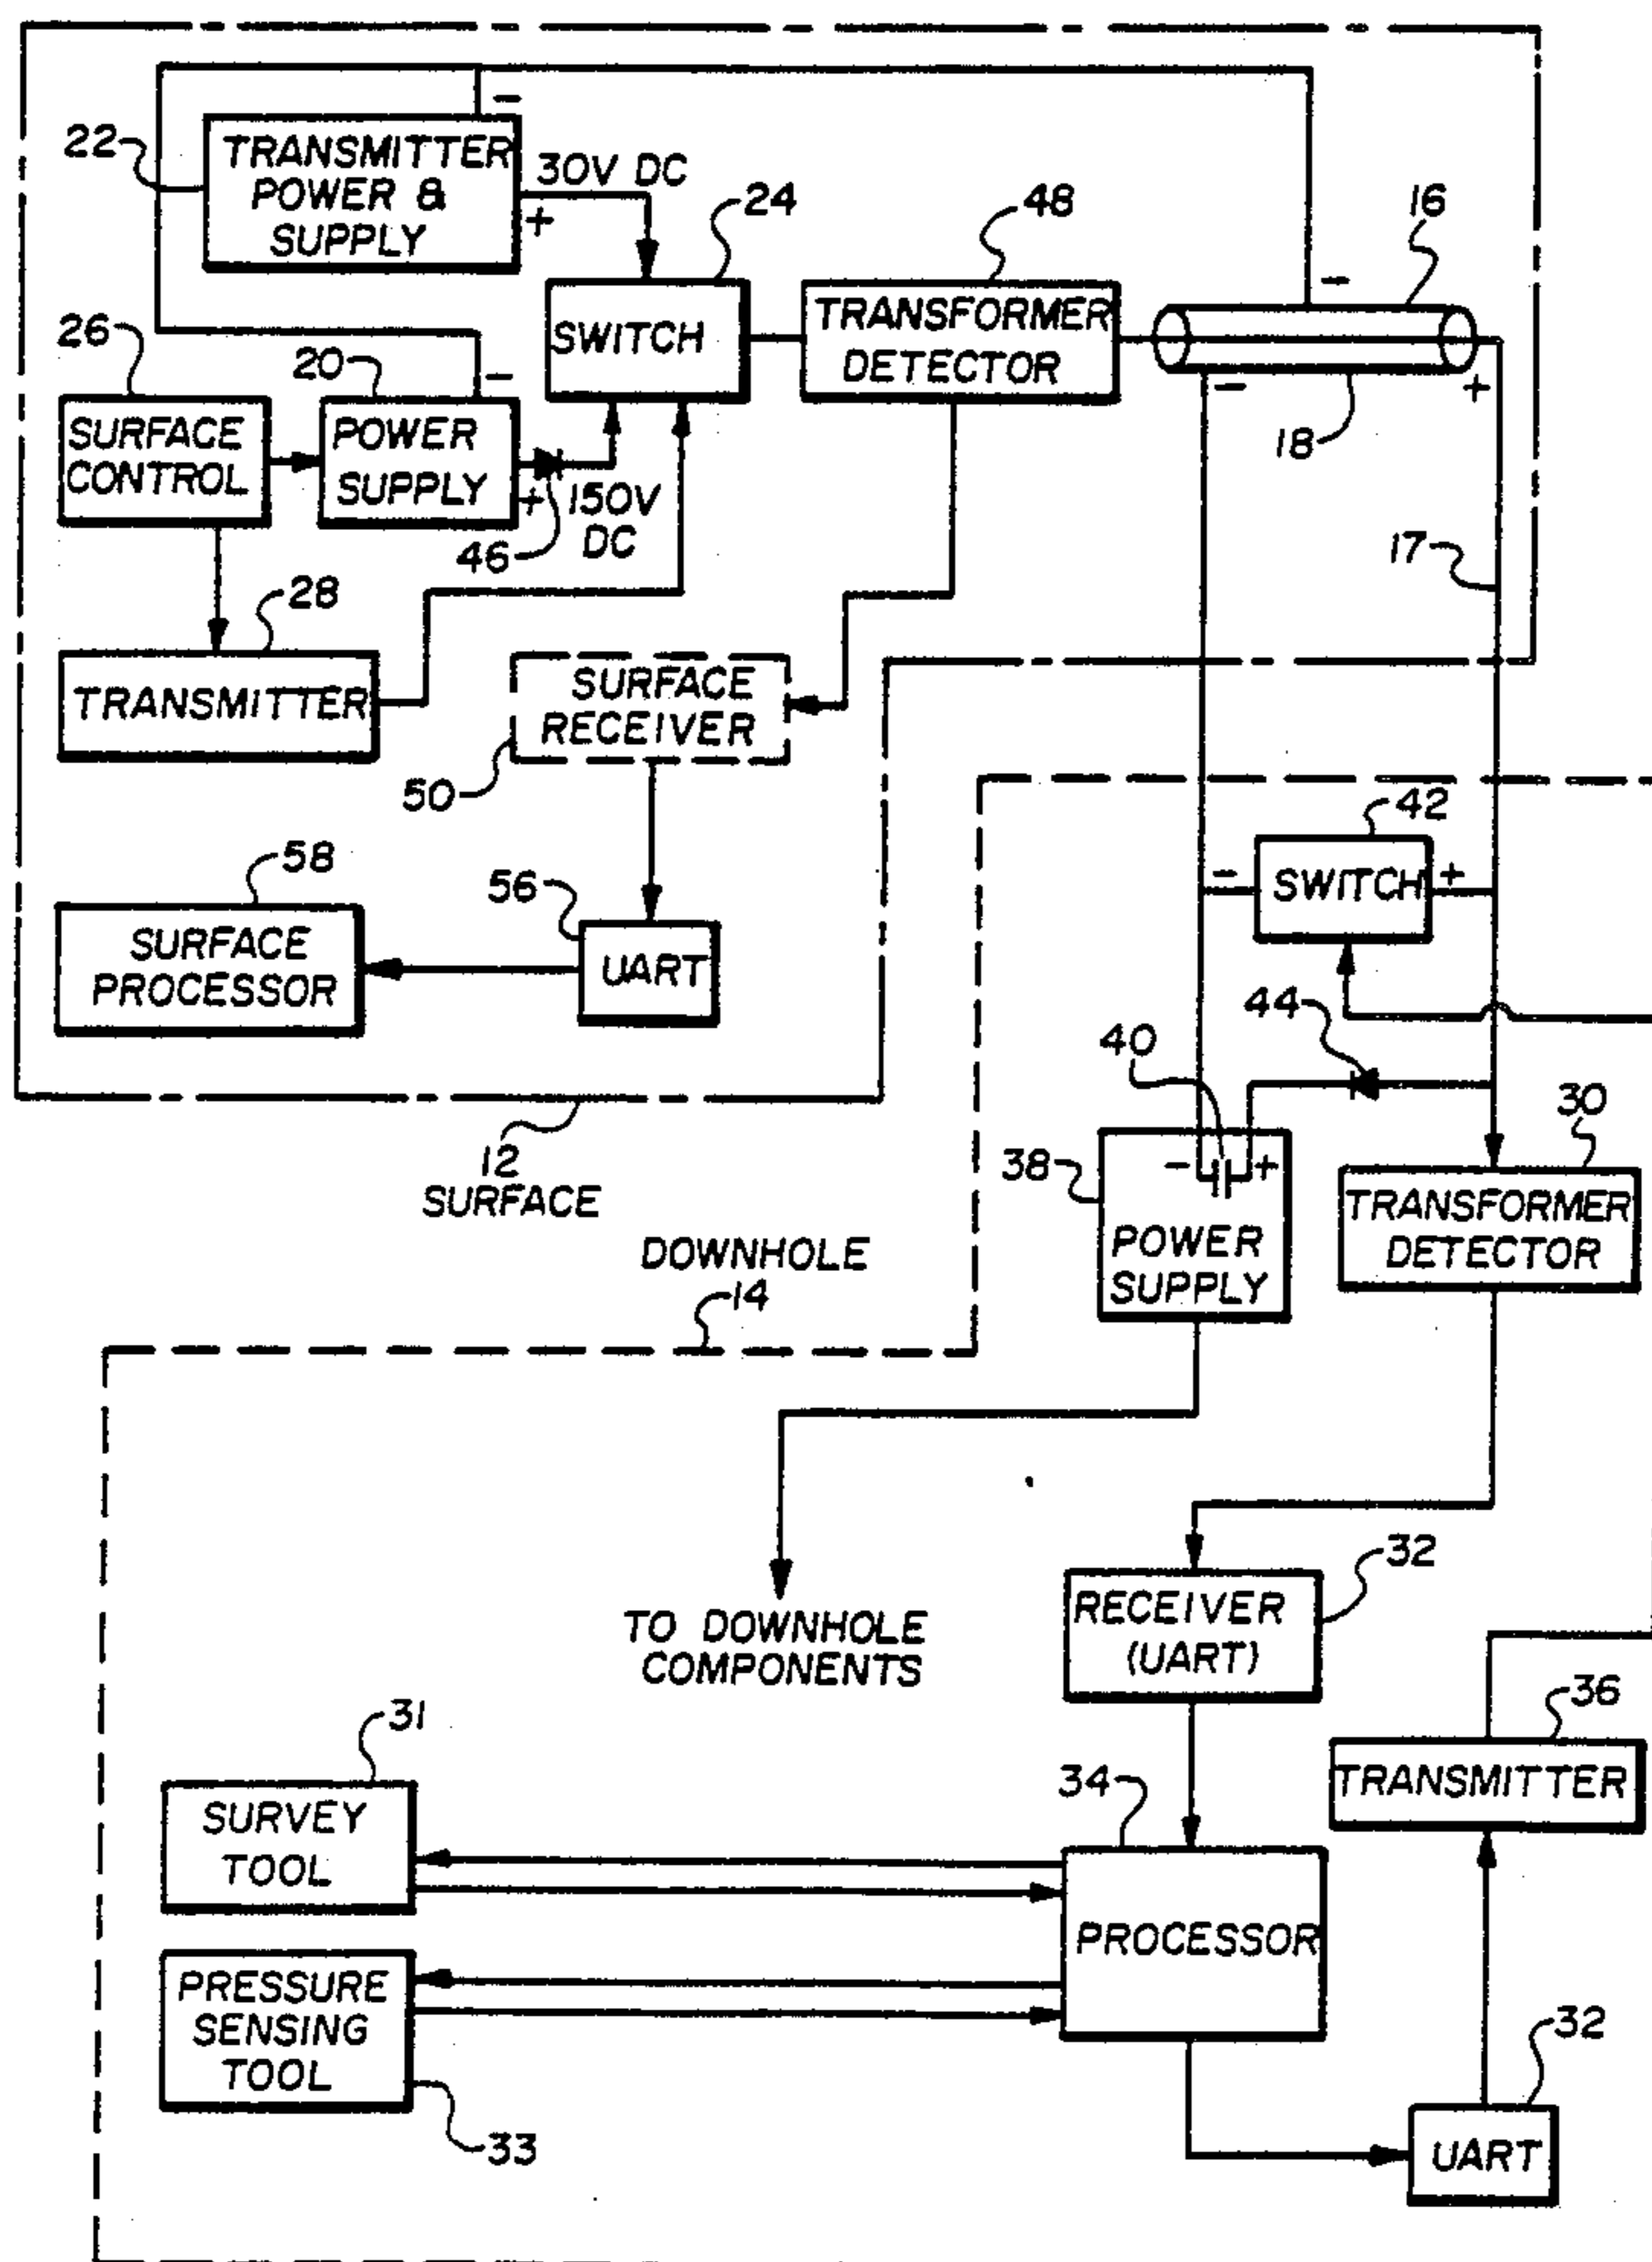 22
TRANSMITTER
POWER &
SUPPLY
-
30V DC
+
24
48
16
-
26
20
-
SWITCH
TRANSFORMER
DETECTOR
-
+
18
SURFACE
CONTROL
POWER
SUPPLY
+
150V
DC
46
17
28
TRANSMITTER
SURFACE
RECEIVER
50
42
-
SWITCH
+
58
56
SURFACE
PROCESSOR
UART
44
40
30
12
SURFACE
38
-
+
POWER
SUPPLY
TRANSFORMER
DETECTOR
DOWNHOLE
14
32
RECEIVER
(UART)
TO DOWNHOLE
COMPONENTS
31
36
34
TRANSMITTER
SURVEY
TOOL
PROCESSOR
PRESSURE
SENSING
TOOL
33
32
UART